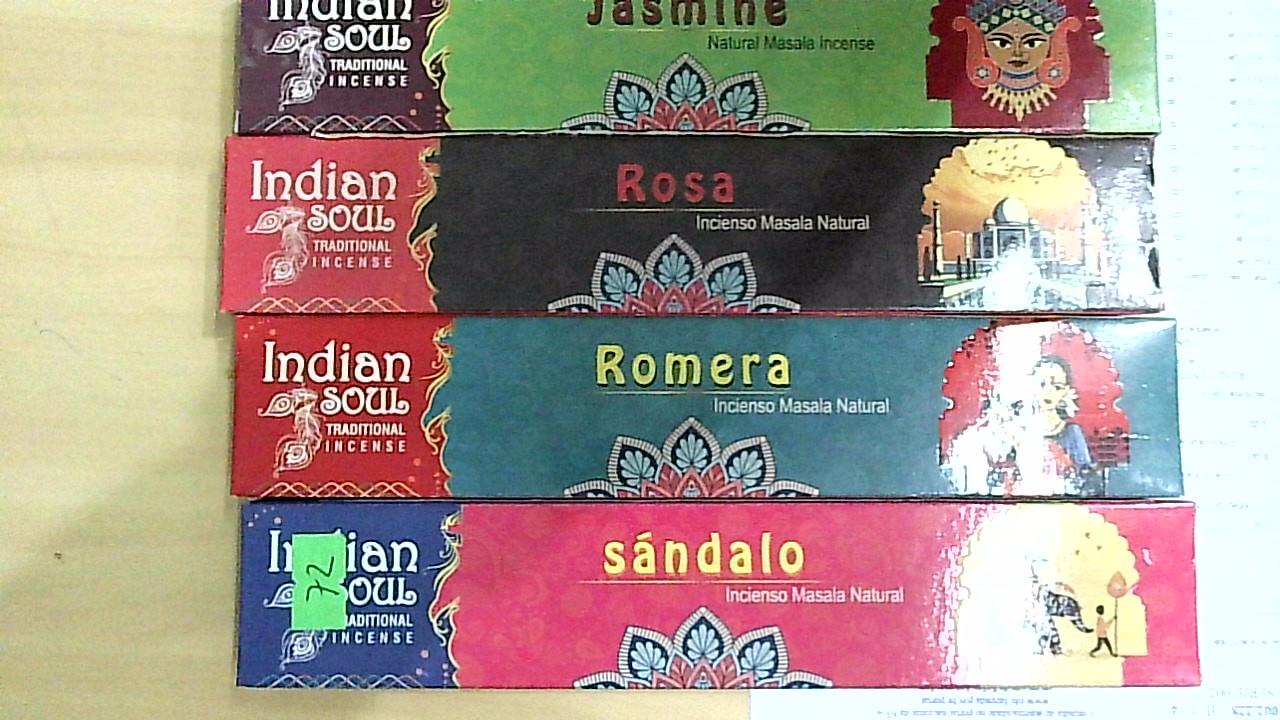 Indian
SOUL
TRADITIONAL
INCENSE
Jasmine
Natural Masala Incense
Indian
SOUL
TRADITIONAL
INCENSE
Rosa
Incienso Masala Natural
Indian
SOUL
TRADITIONAL
INCENSE
Romera
Incienso Masala Natural
Indian
SOUL
TRADITIONAL
INCENSE
72
sándalo
Incienso Masala Natural